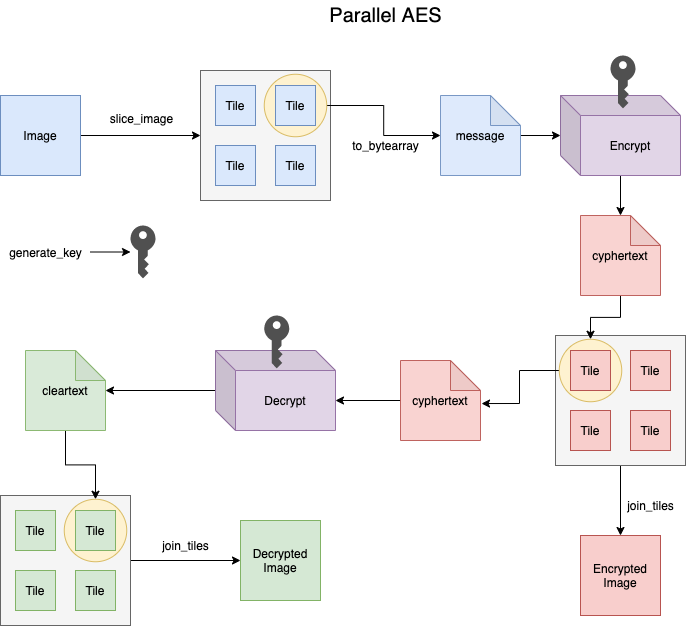 Parallel AES
slice_image
Image
Tile
Tile
Tile
Tile
to_bytearray
message
Encrypt
generate_key
cyphertext
Tile
Tile
Tile
Tile
cyphertext
Decrypt
cleartext
join_tiles
Encrypted
Image
Tile
Tile
Tile
Tile
join_tiles
Decrypted
Image